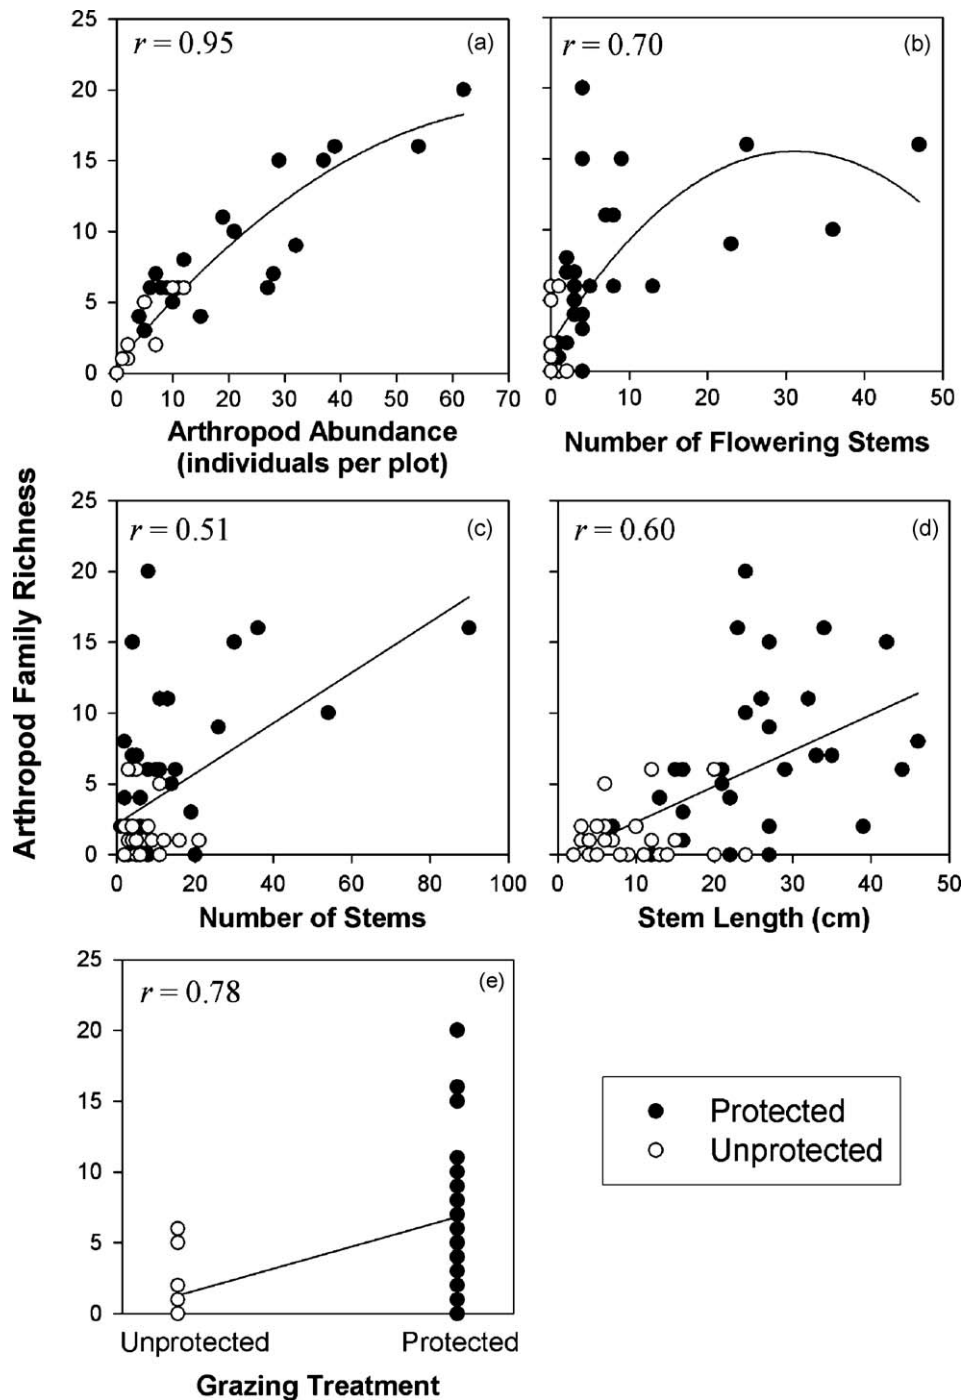 Arthropod Family Richness
25
20
15
10
5
0
r = 0.95
(a)
0 10 20 30 40 50 60 70
Arthropod Abundance
(individuals per plot)
r = 0.70
(b)
0 10 20 30 40 50
Number of Flowering Stems
25
20
15
10
5
0
r = 0.51
(c)
0 20 40 60 80 100
Number of Stems
r = 0.60
(d)
0 10 20 30 40 50
Stem Length (cm)
25
20
15
10
5
0
r = 0.78
(e)
Unprotected Protected
Grazing Treatment
Protected
Unprotected